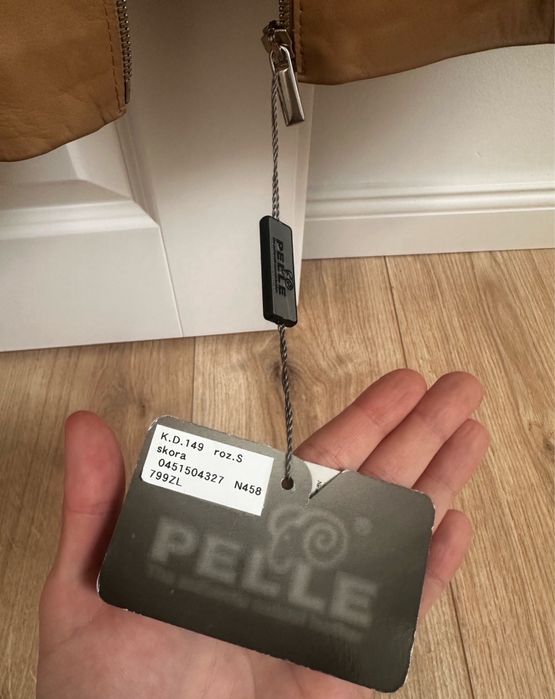 PELLE
K.D.149 roz.S
skora
0451504327 N458
799ZL
PELLE